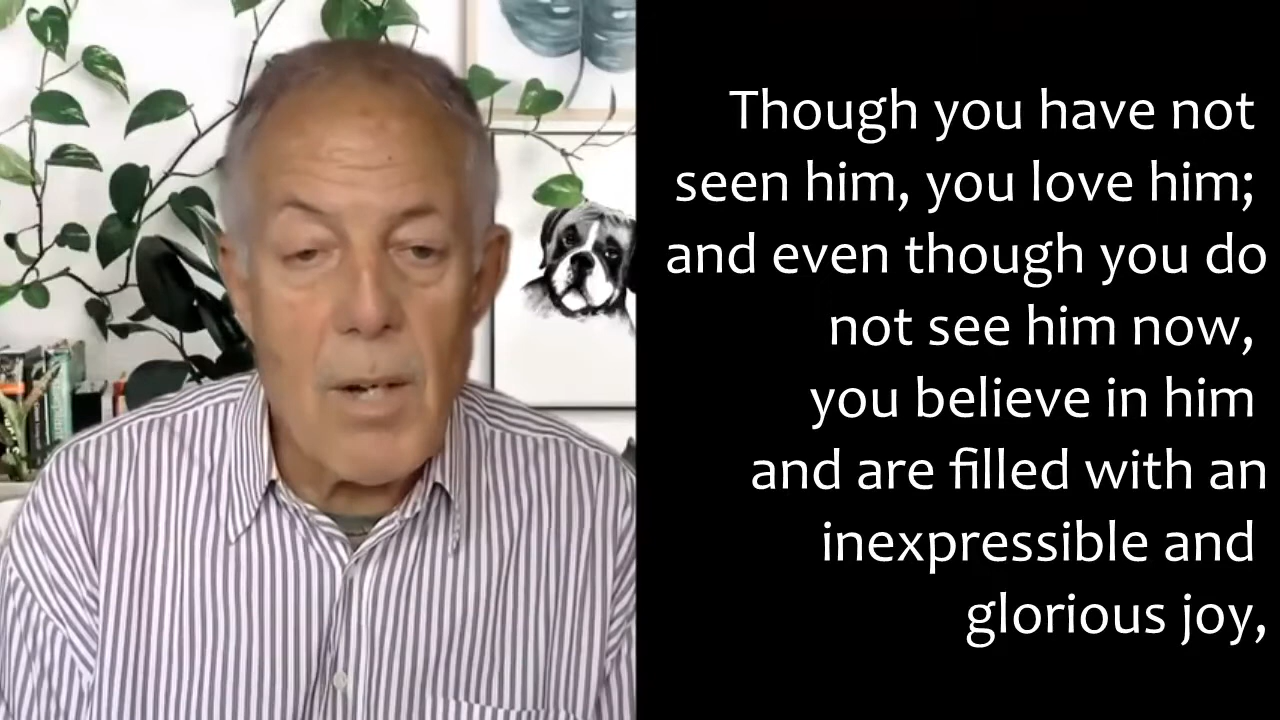 Though you have not
seen him, you love him;
and even though you do
not see him now,
you believe in him
and are filled with an
inexpressible and
glorious joy,